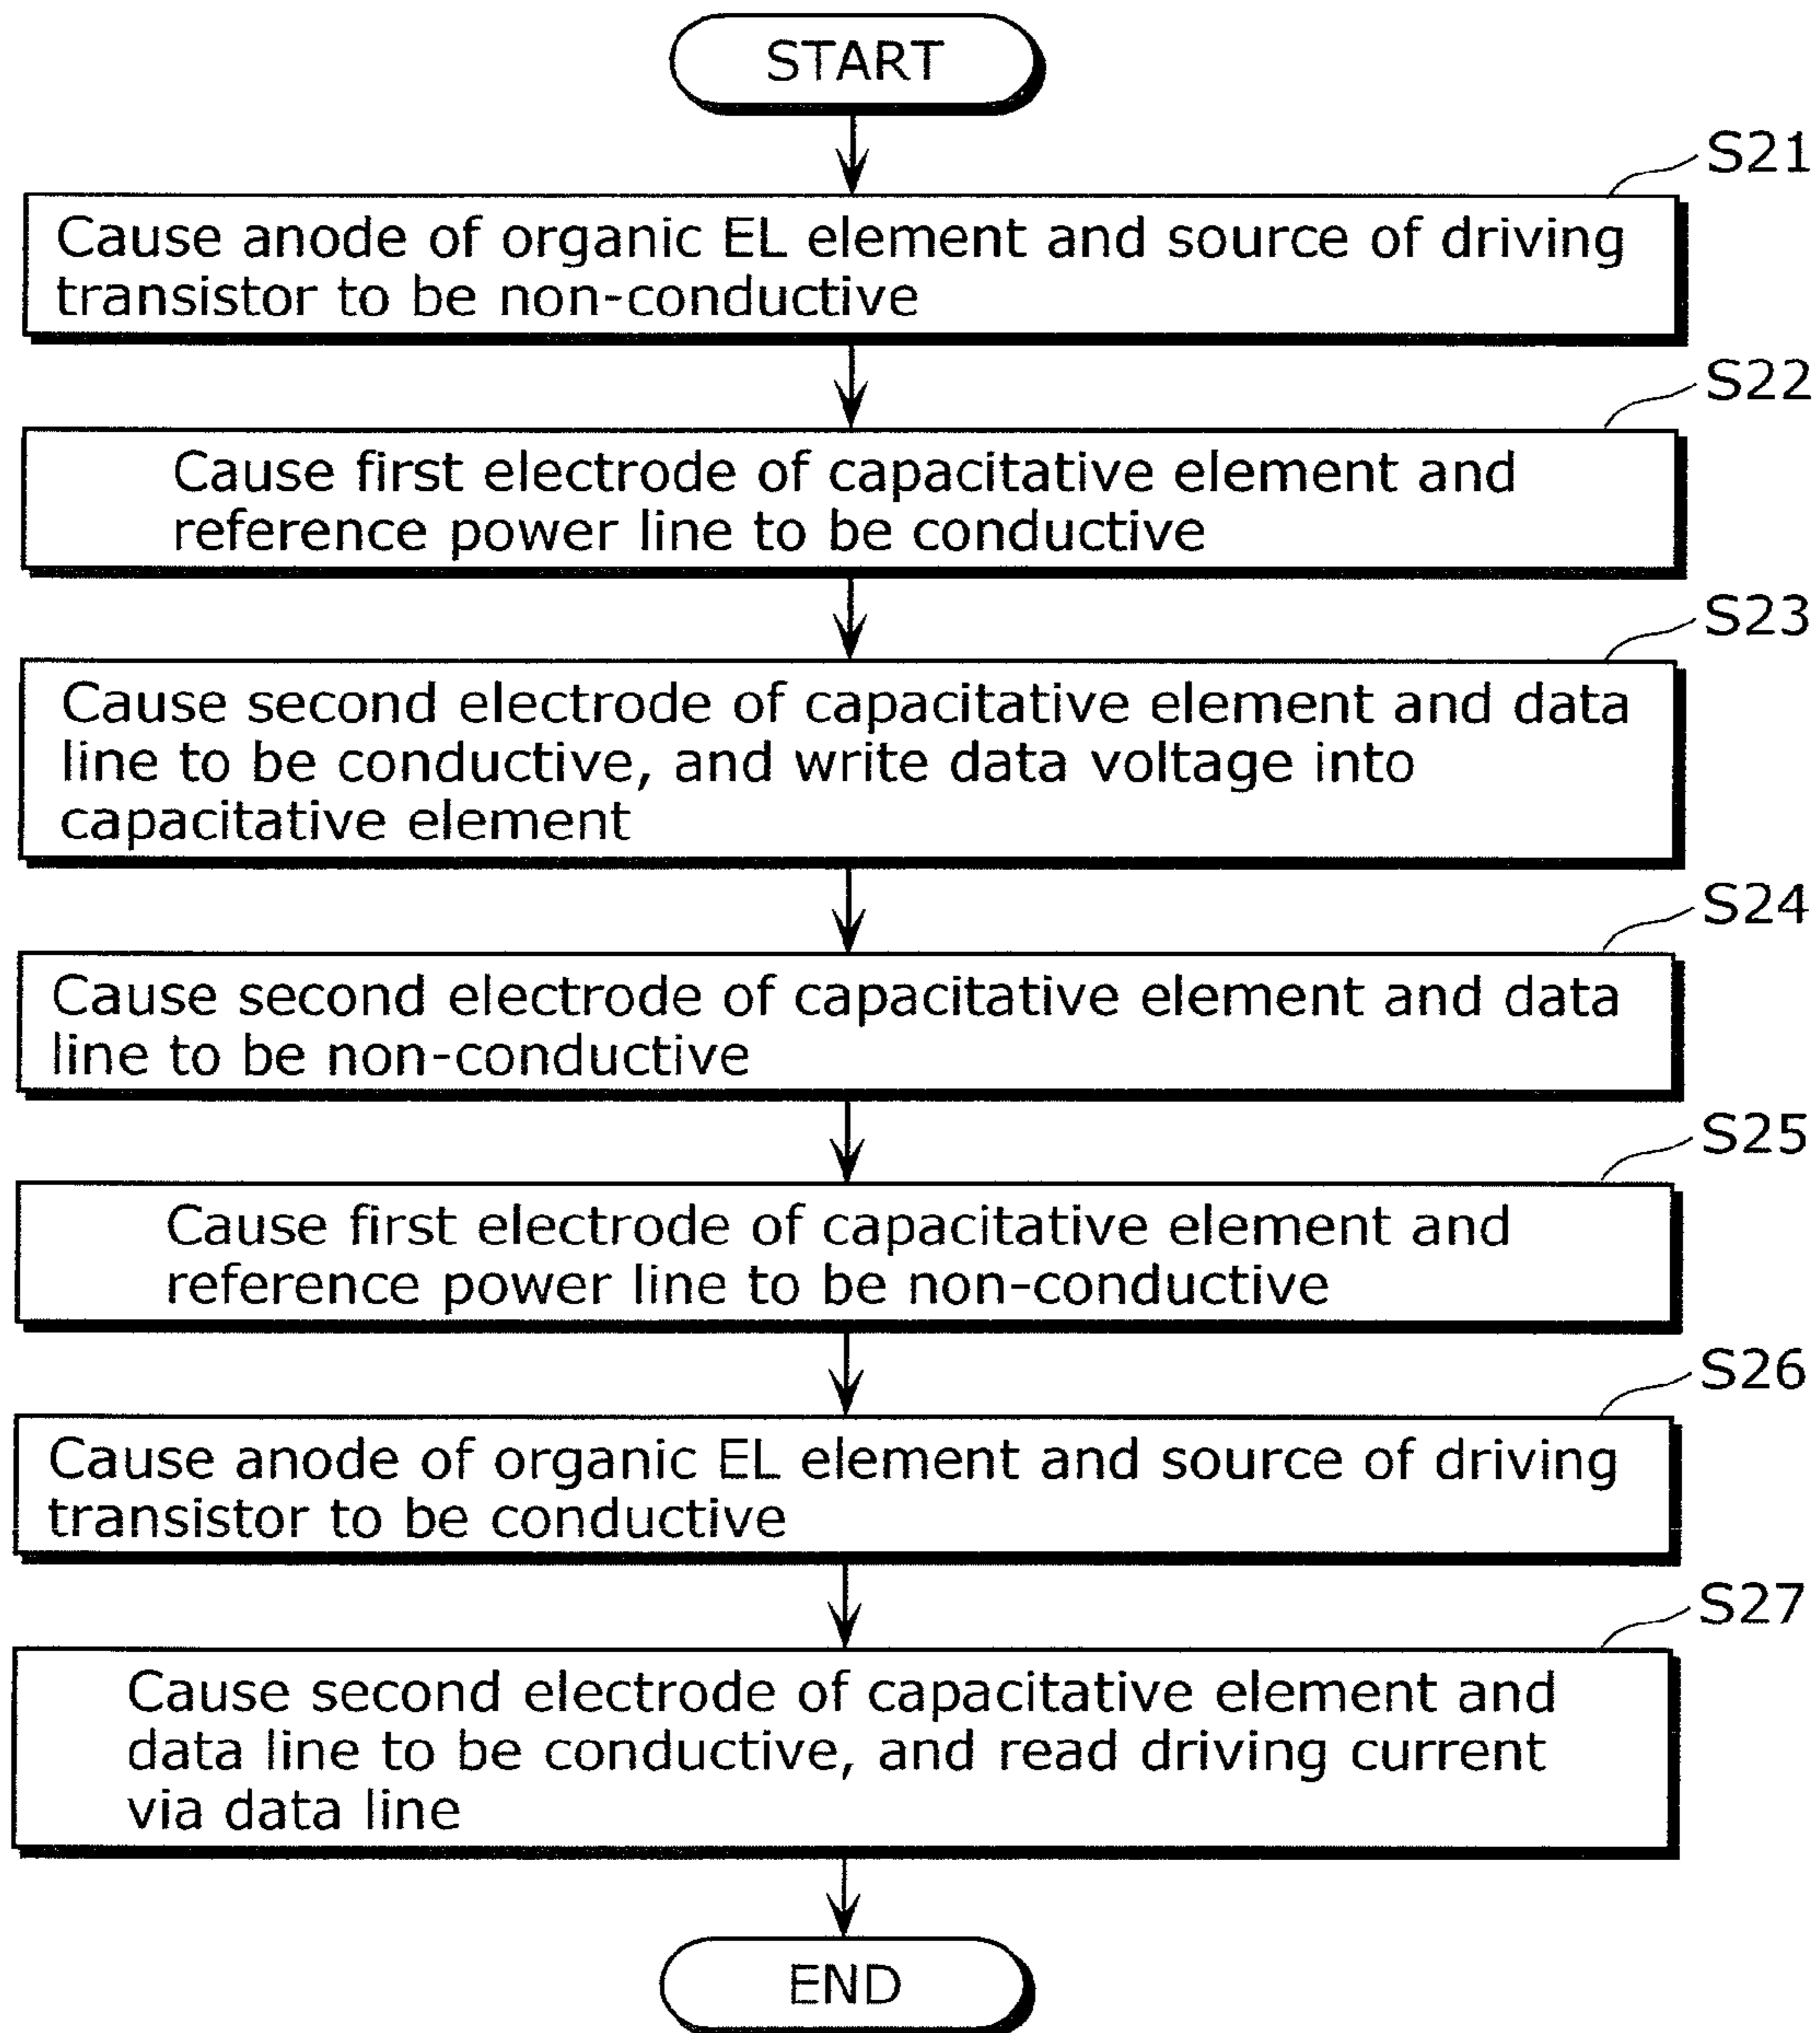 START
S21
Cause anode of organic EL element and source of driving
transistor to be non-conductive
S22
Cause first electrode of capacitative element and
reference power line to be conductive
S23
Cause second electrode of capacitative element and data
line to be conductive, and write data voltage into
capacitative element
S24
Cause second electrode of capacitative element and data
line to be non-conductive
S25
Cause first electrode of capacitative element and
reference power line to be non-conductive
S26
Cause anode of organic EL element and source of driving
transistor to be conductive
S27
Cause second electrode of capacitative element and
data line to be conductive, and read driving current
via data line
END